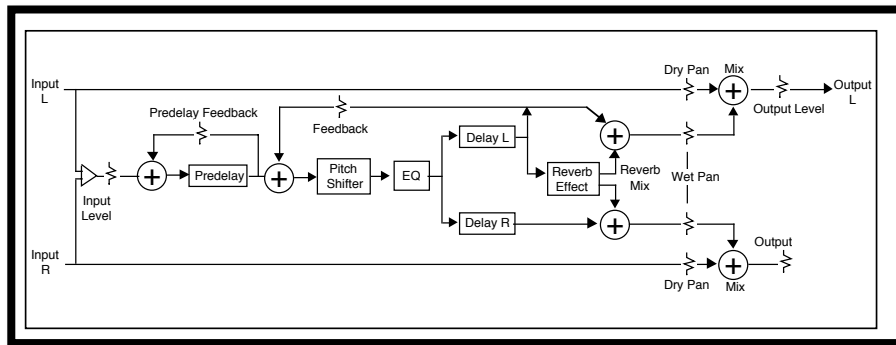 Input
L
Dry Pan
Mix
Output
L
Output Level
Predelay Feedback
Feedback
Delay L
Pitch
Shifter
EQ
Predelay
Reverb
Effect
Reverb
Mix
Wet Pan
Input
Level
Delay R
Input
R
Output
Dry Pan
Mix